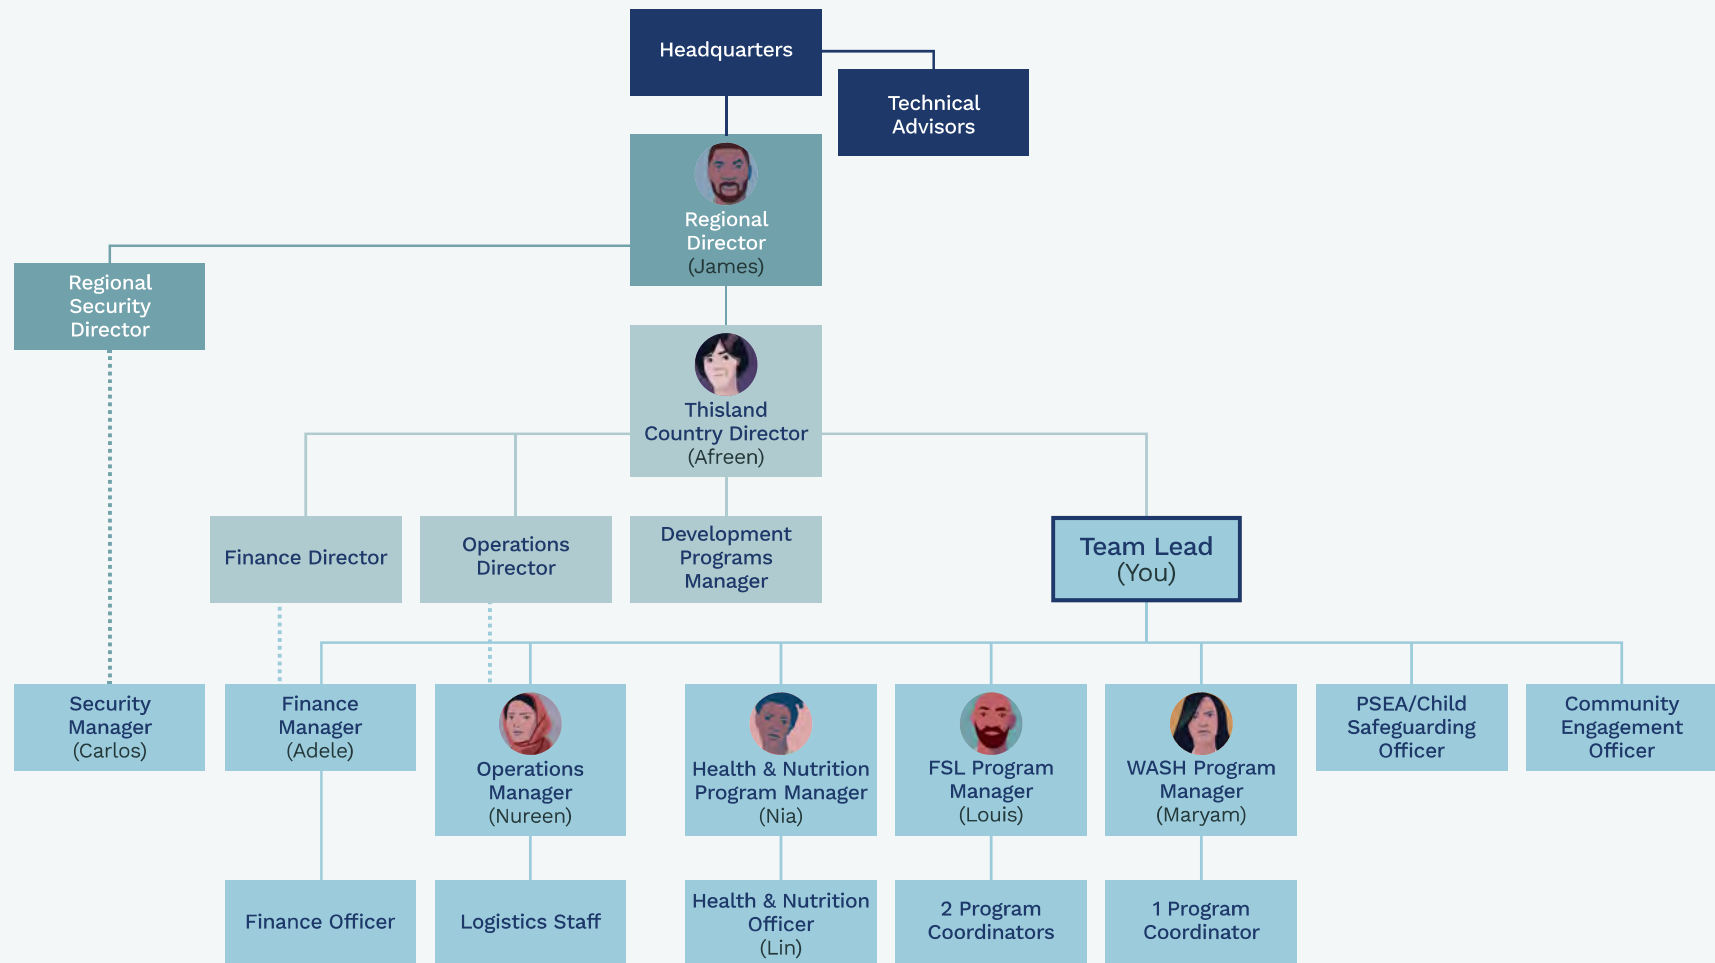 Headquarters
Technical
Advisors
Regional
Director
(James)
Regional
Security
Director
Thisland
Country Director
(Afreen)
Finance Director
Operations
Director
Development
Programs
Manager
Team Lead
(You)
Security
Manager
(Carlos)
Finance
Manager
(Adele)
Operations
Manager
(Nureen)
Health & Nutrition
Program Manager
(Nia)
FSL Program
Manager
(Louis)
WASH Program
Manager
(Maryam)
PSEA/Child
Safeguarding
Officer
Community
Engagement
Officer
Finance Officer
Logistics Staff
Health & Nutrition
Officer
(Lin)
2 Program
Coordinators
1 Program
Coordinator